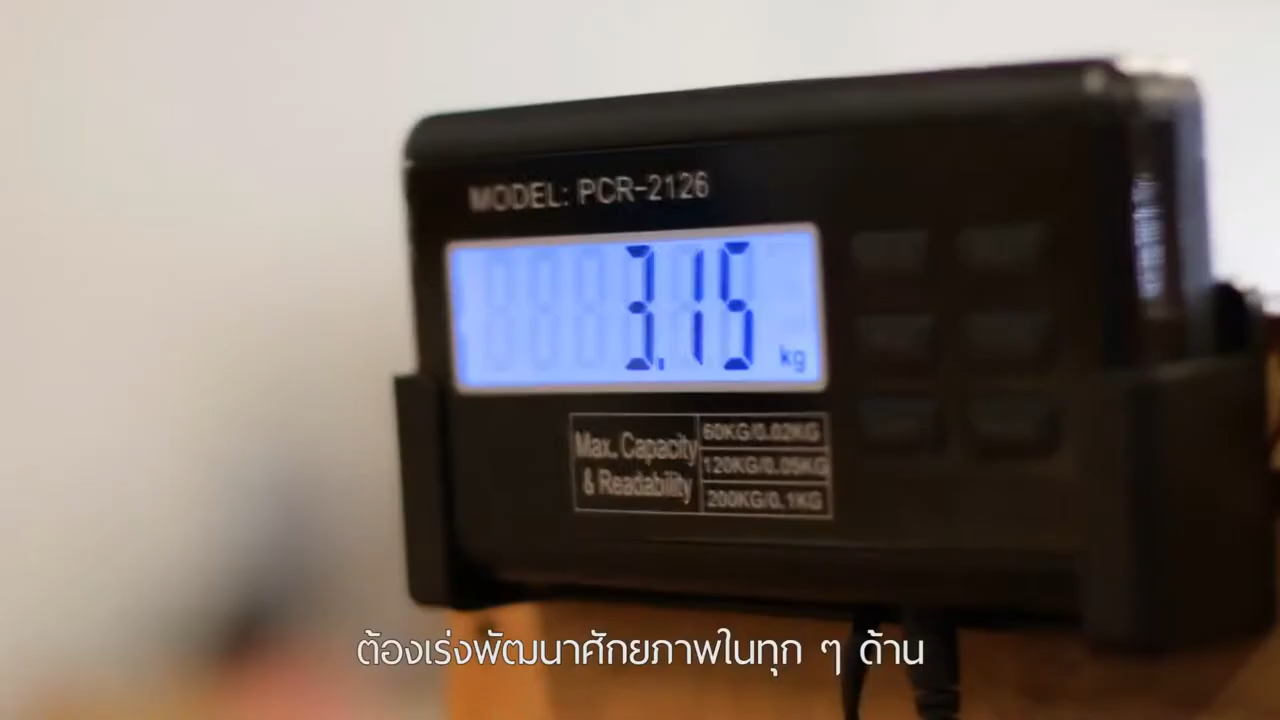 MODEL: PCR-2126
3.15 kg
Max. Capacity & Readability
60KG/0.02KG
120KG/0.05KG
200KG/0.1KG
ต้องเร่งพัฒนาศักยภาพในทุก ๆ ด้าน